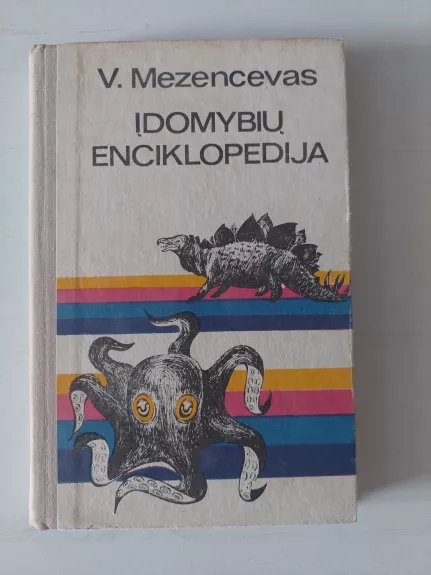 V. Mezencevas
ĮDOMYBIŲ
ENCIKLOPEDIJA